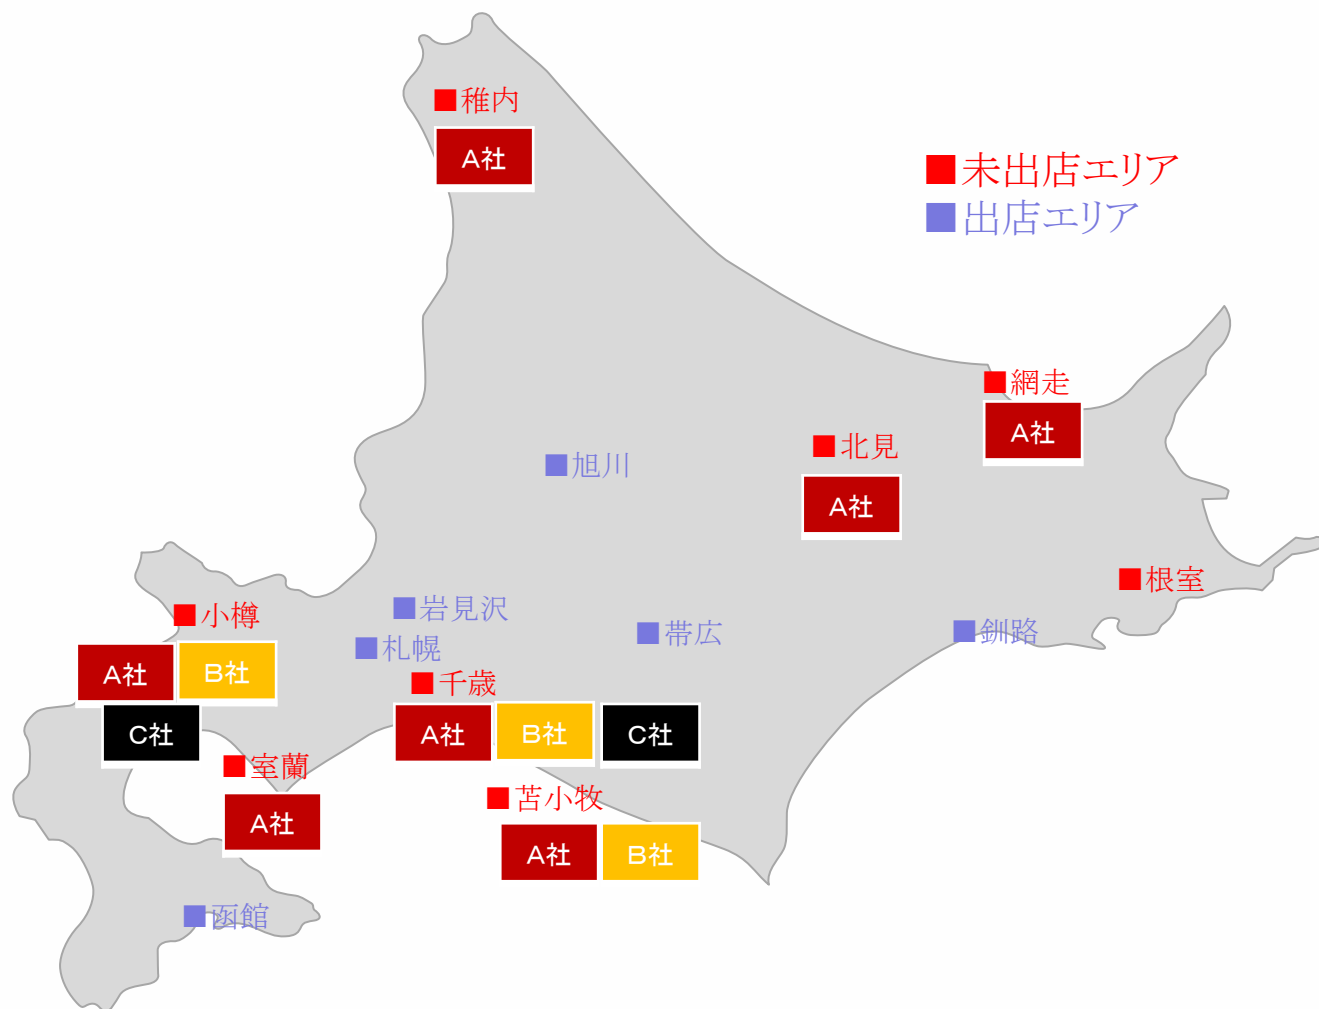 ■稚内
A社
■未出店エリア
■出店エリア
■網走
A社
■北見
A社
■旭川
■根室
■岩見沢
■小樽
A社 B社
C社
■札幌
■帯広
■釧路
■千歳
A社 B社 C社
■室蘭
A社
■苫小牧
A社 B社
■函館